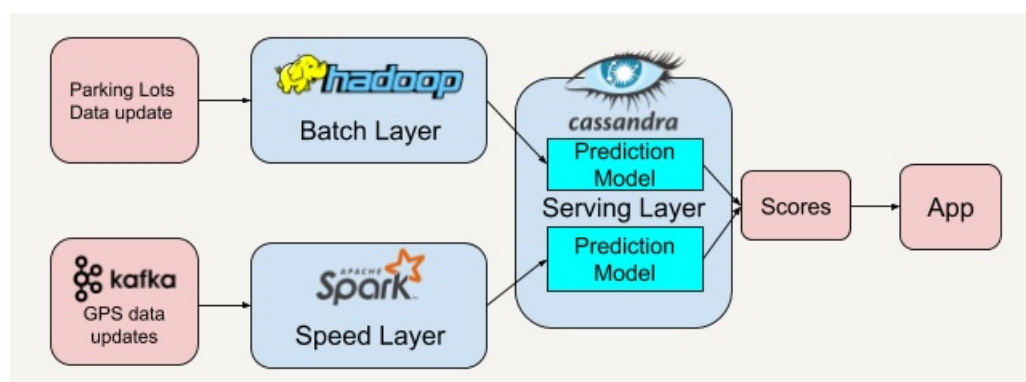 Parking Lots
Data update
hadoop
Batch Layer
cassandra
Prediction
Model
Serving Layer
Prediction
Model
Scores
App
kafka
GPS data
updates
APACHE
Spark™
Speed Layer